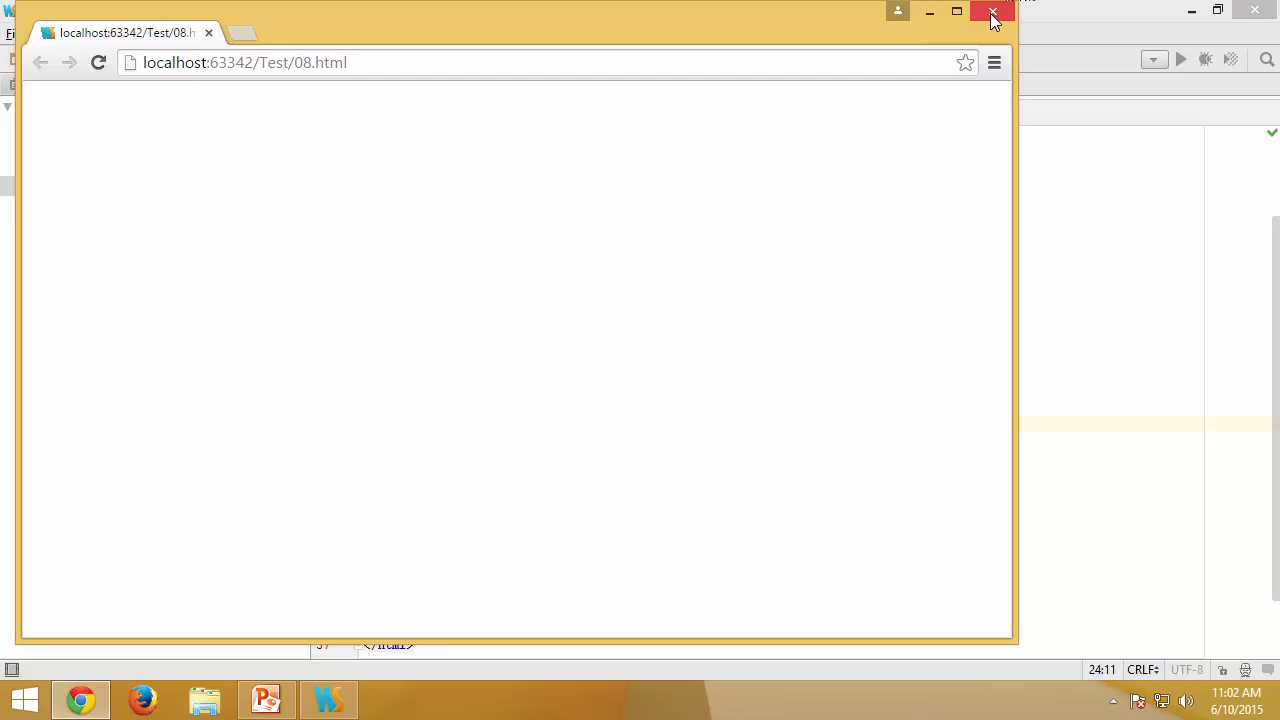 localhost:63342/Test/08.h
localhost:63342/Test/08.html
</html>
24:11 CRLF UTF-8
11:02 AM
6/10/2015